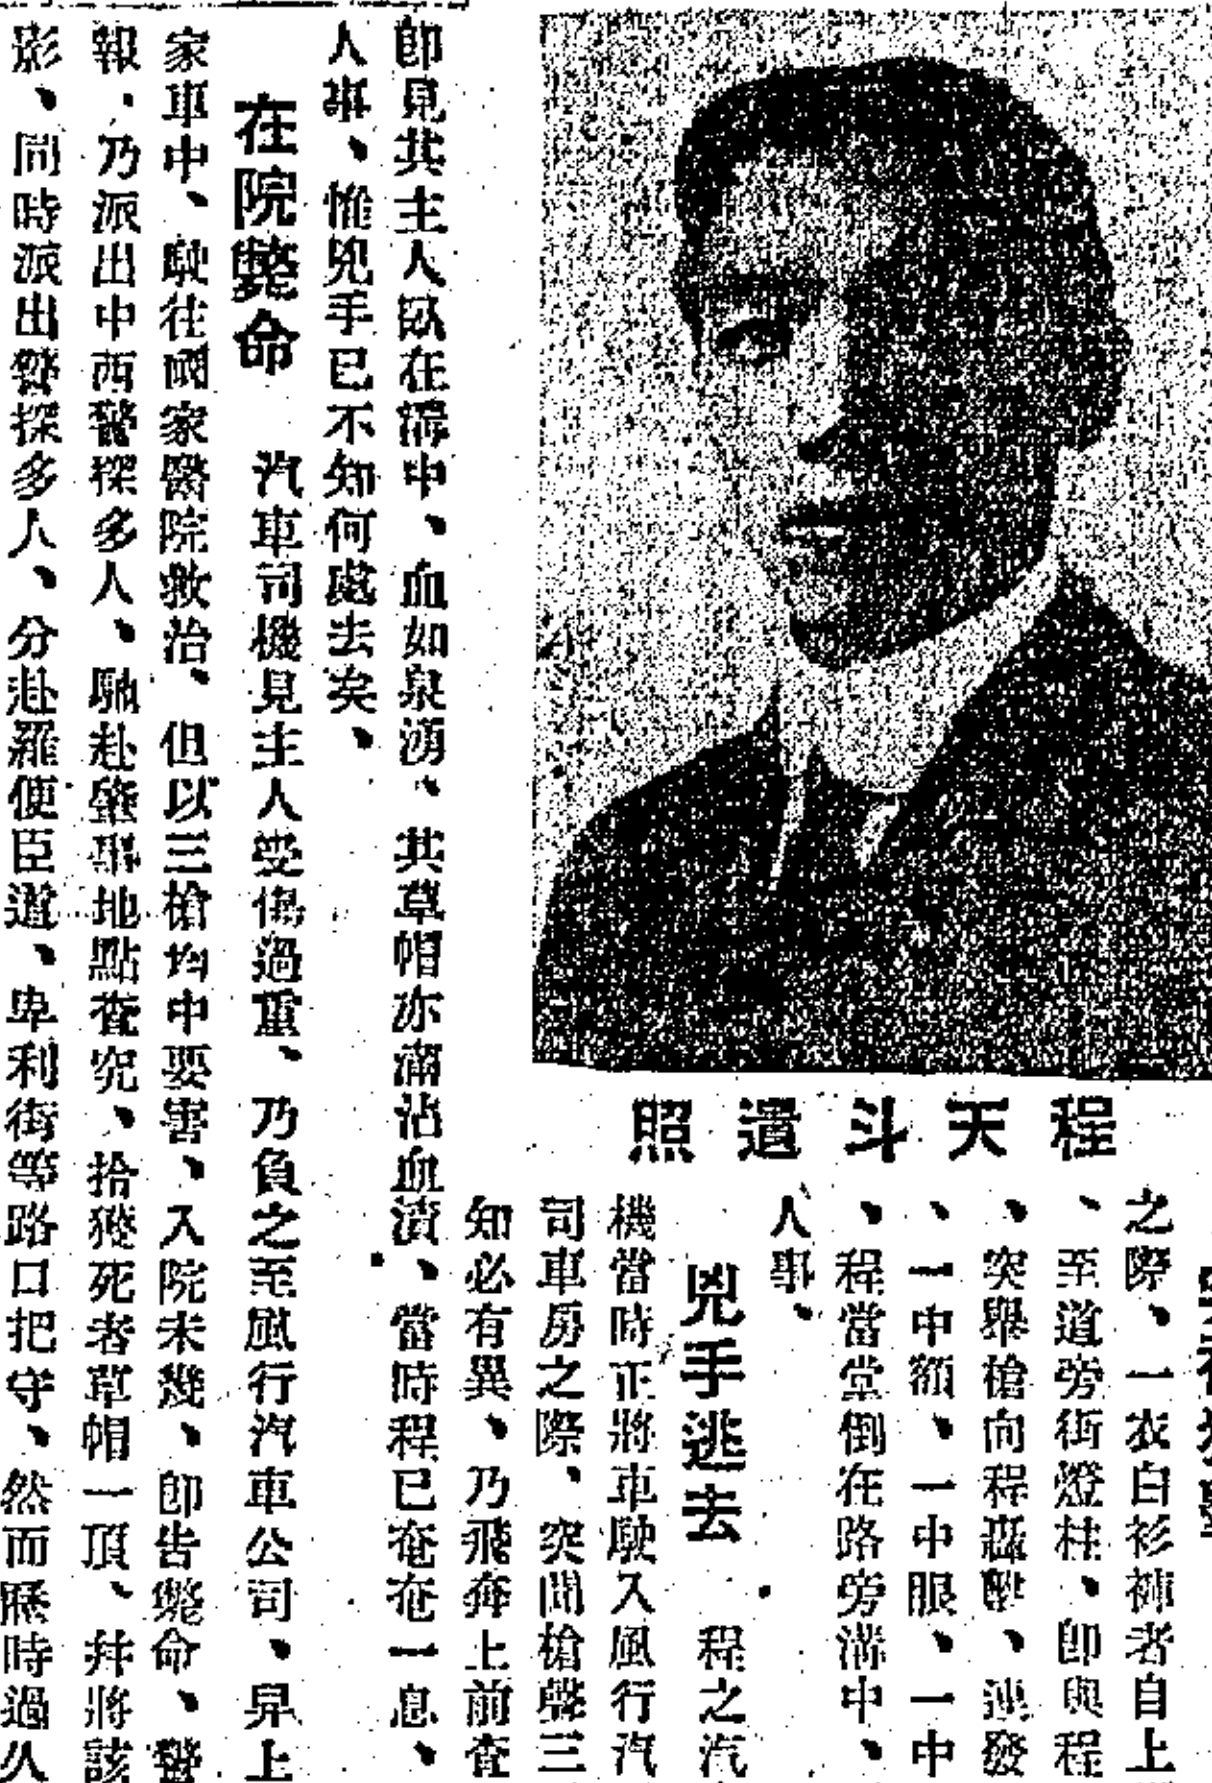 程天斗遺照
之際、一衣白衫褲者自上
、至道旁街燈柱、即與程
、突舉槍向程轟擊、連發
、一中額、一中眼、一中
、程當堂倒在路旁溝中、
人事、
兇手逃去　程之汽
機當時正將車駛入風行汽
司車房之際、突聞槍聲三
知必有異、乃飛奔上前查
即見其主人臥在溝中、血如泉湧、其草帽亦滿沾血漬、當時程已奄奄一息、
人事、惟兇手已不知何處去矣、
在院斃命　汽車司機見主人受傷過重、乃負之至風行汽車公司、舁上
家車中、駛往國家醫院救治、但以三槍均中要害、入院未幾、即告斃命、警
報、乃派出中西警探多人、馳赴肇事地點查究、拾獲死者草帽一頂、幷將該
影、同時派出警探多人、分赴羅便臣道、卑利街等路口把守、然而歷時過久